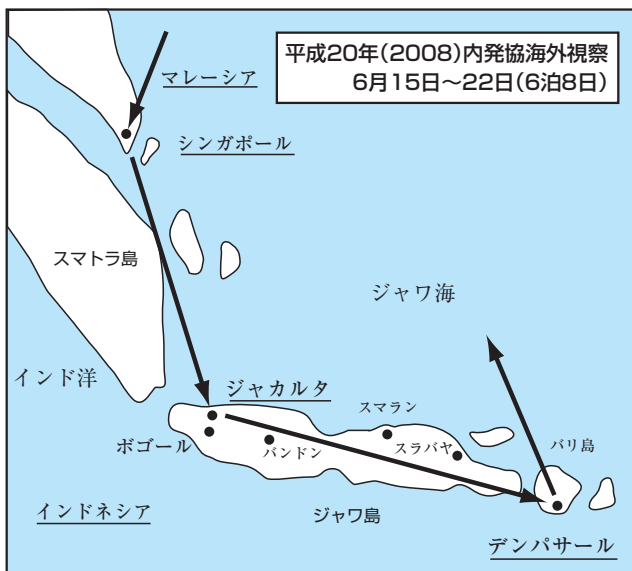 平成20年(2008)内発協海外視察
6月15日～22日(6泊8日)
マレーシア
シンガポール
スマトラ島
ジャワ海
インド洋
ジャカルタ
スマラン
ボゴール
バンドン
スラバヤ
バリ島
インドネシア
ジャワ島
デンパサール